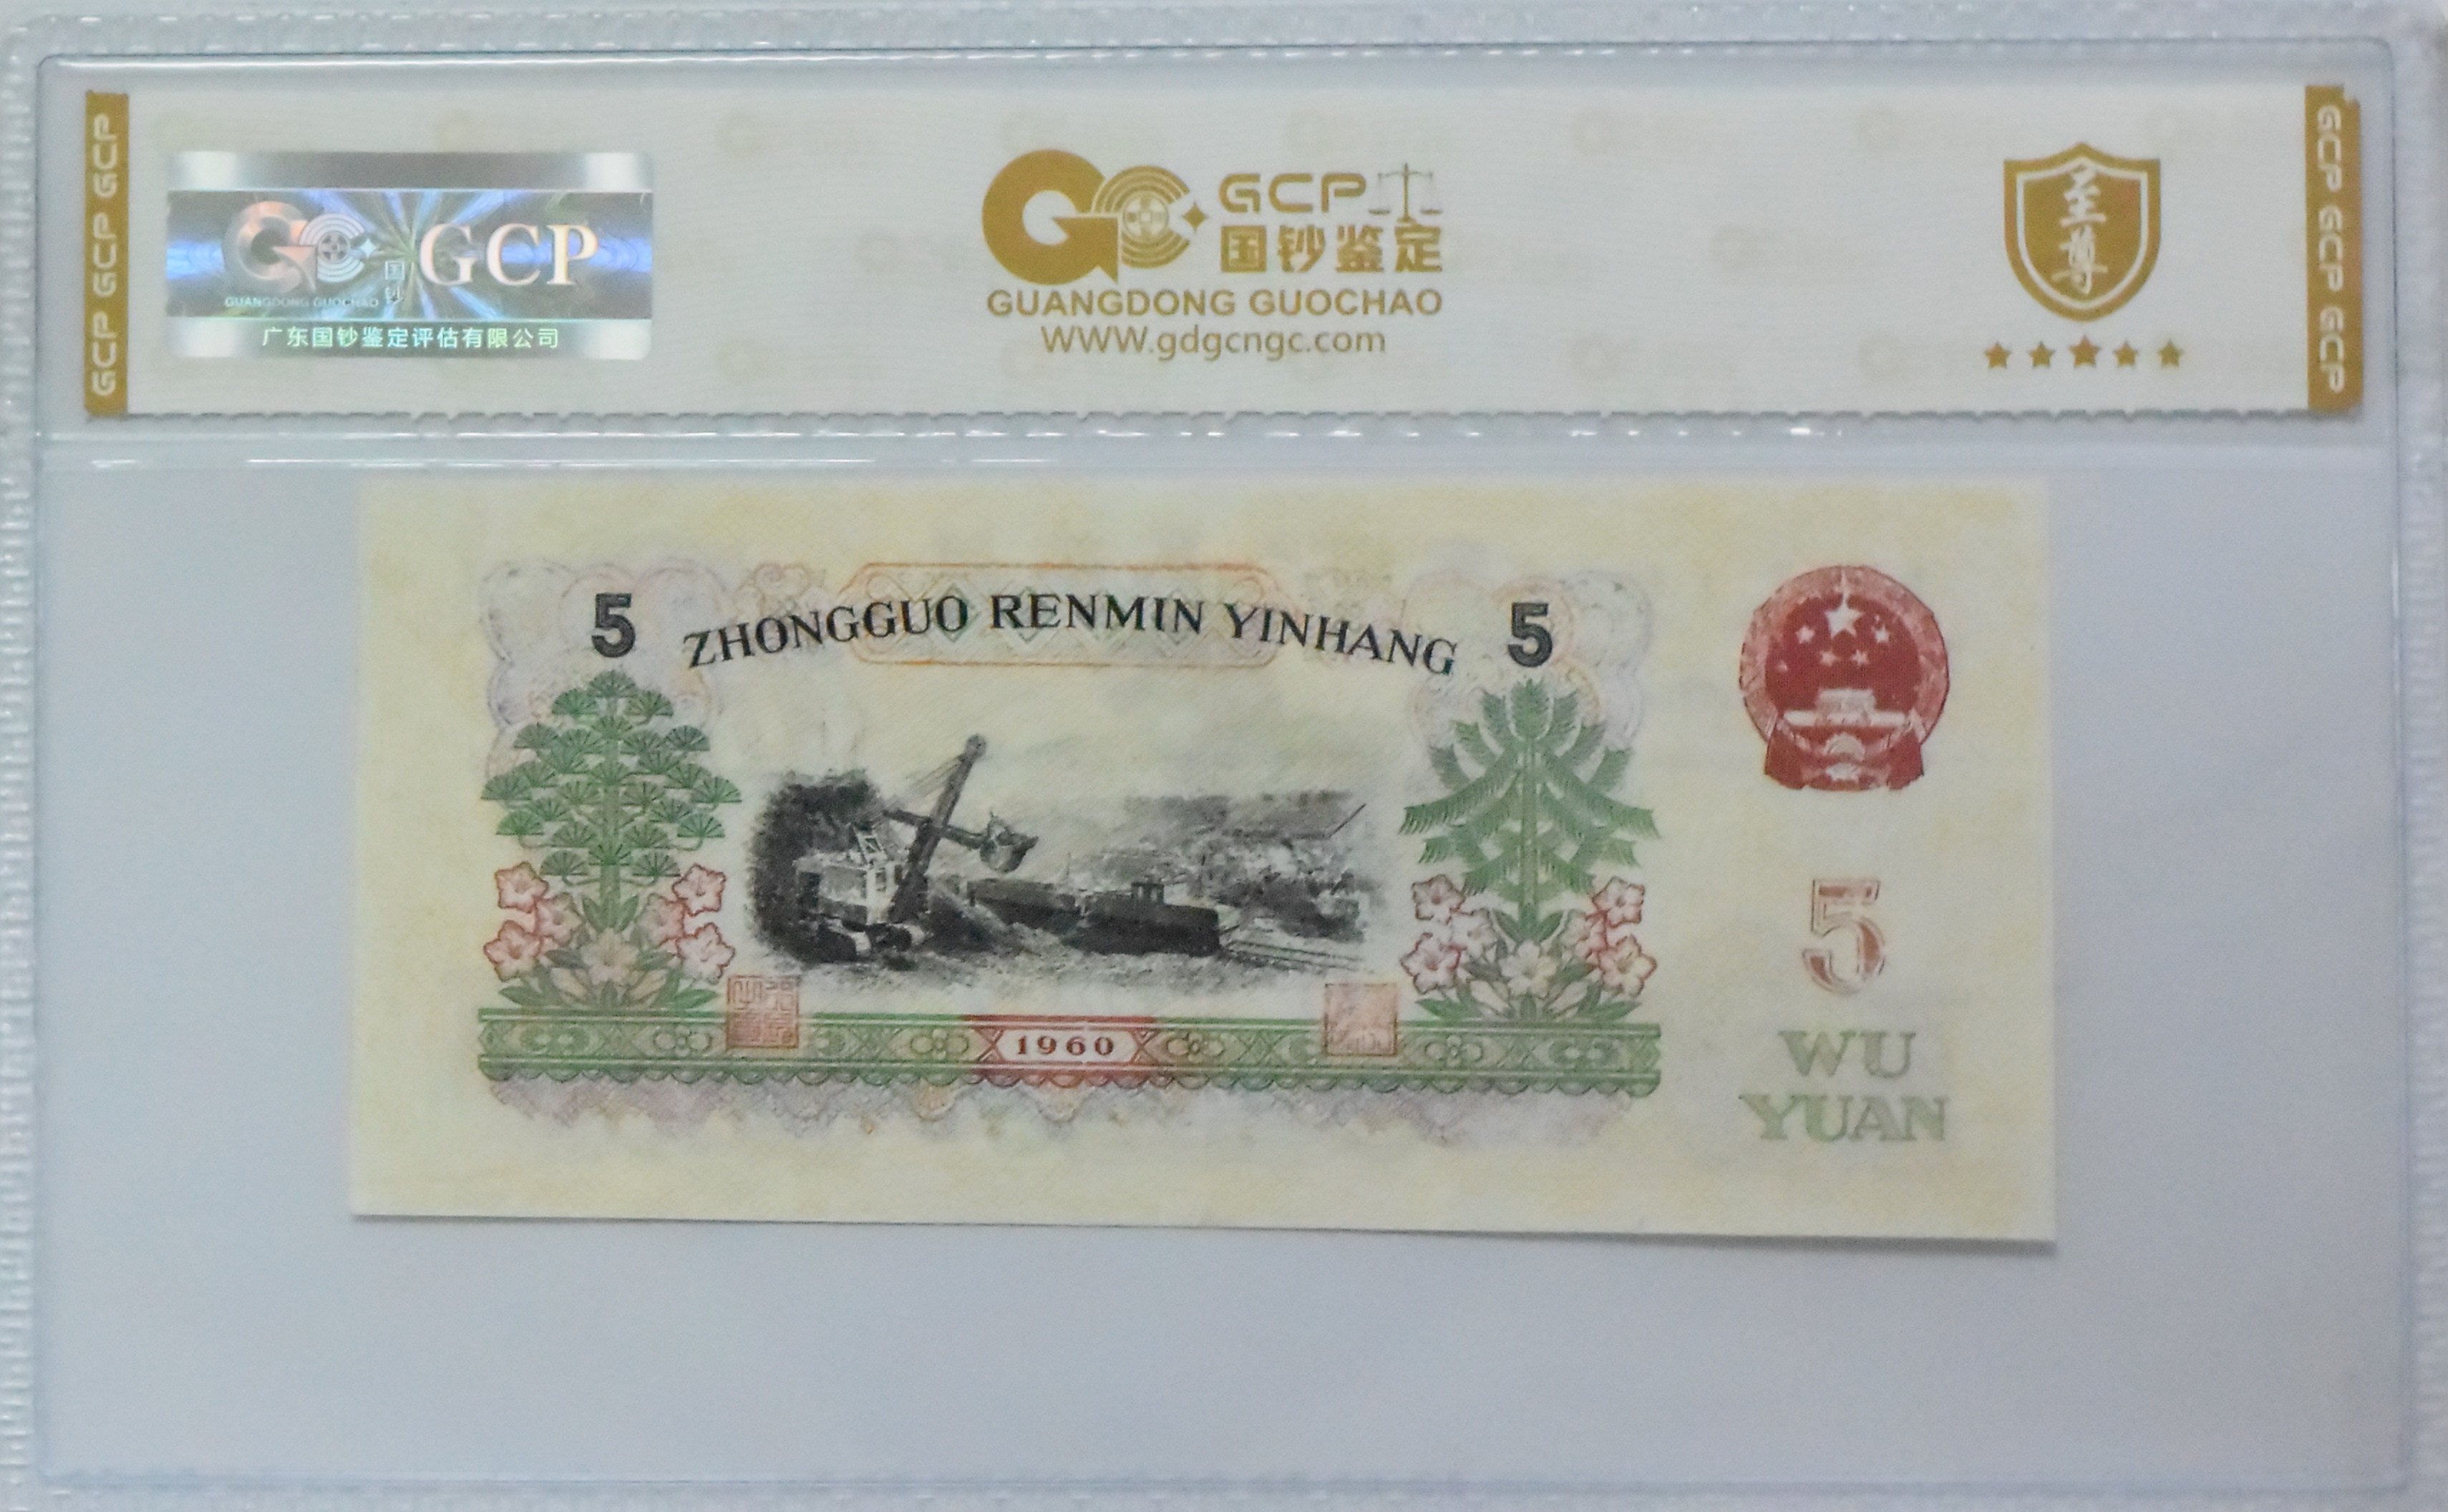 GCP GCP GCP
GCP
国钞
GUANGDONG GUOCHAO
广东国钞鉴定评估有限公司
GCP
国钞鉴定
GUANGDONG GUOCHAO
WWW.gdgcngc.com
至尊
GCP GCP GCP
5 ZHONGGUO RENMIN YINHANG 5
1960
5
WU
YUAN